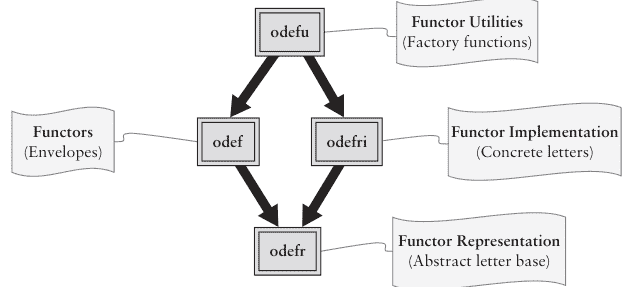 odefu
Functor Utilities
(Factory functions)
Functors
(Envelopes)
odef
odefri
Functor Implementation
(Concrete letters)
odefr
Functor Representation
(Abstract letter base)